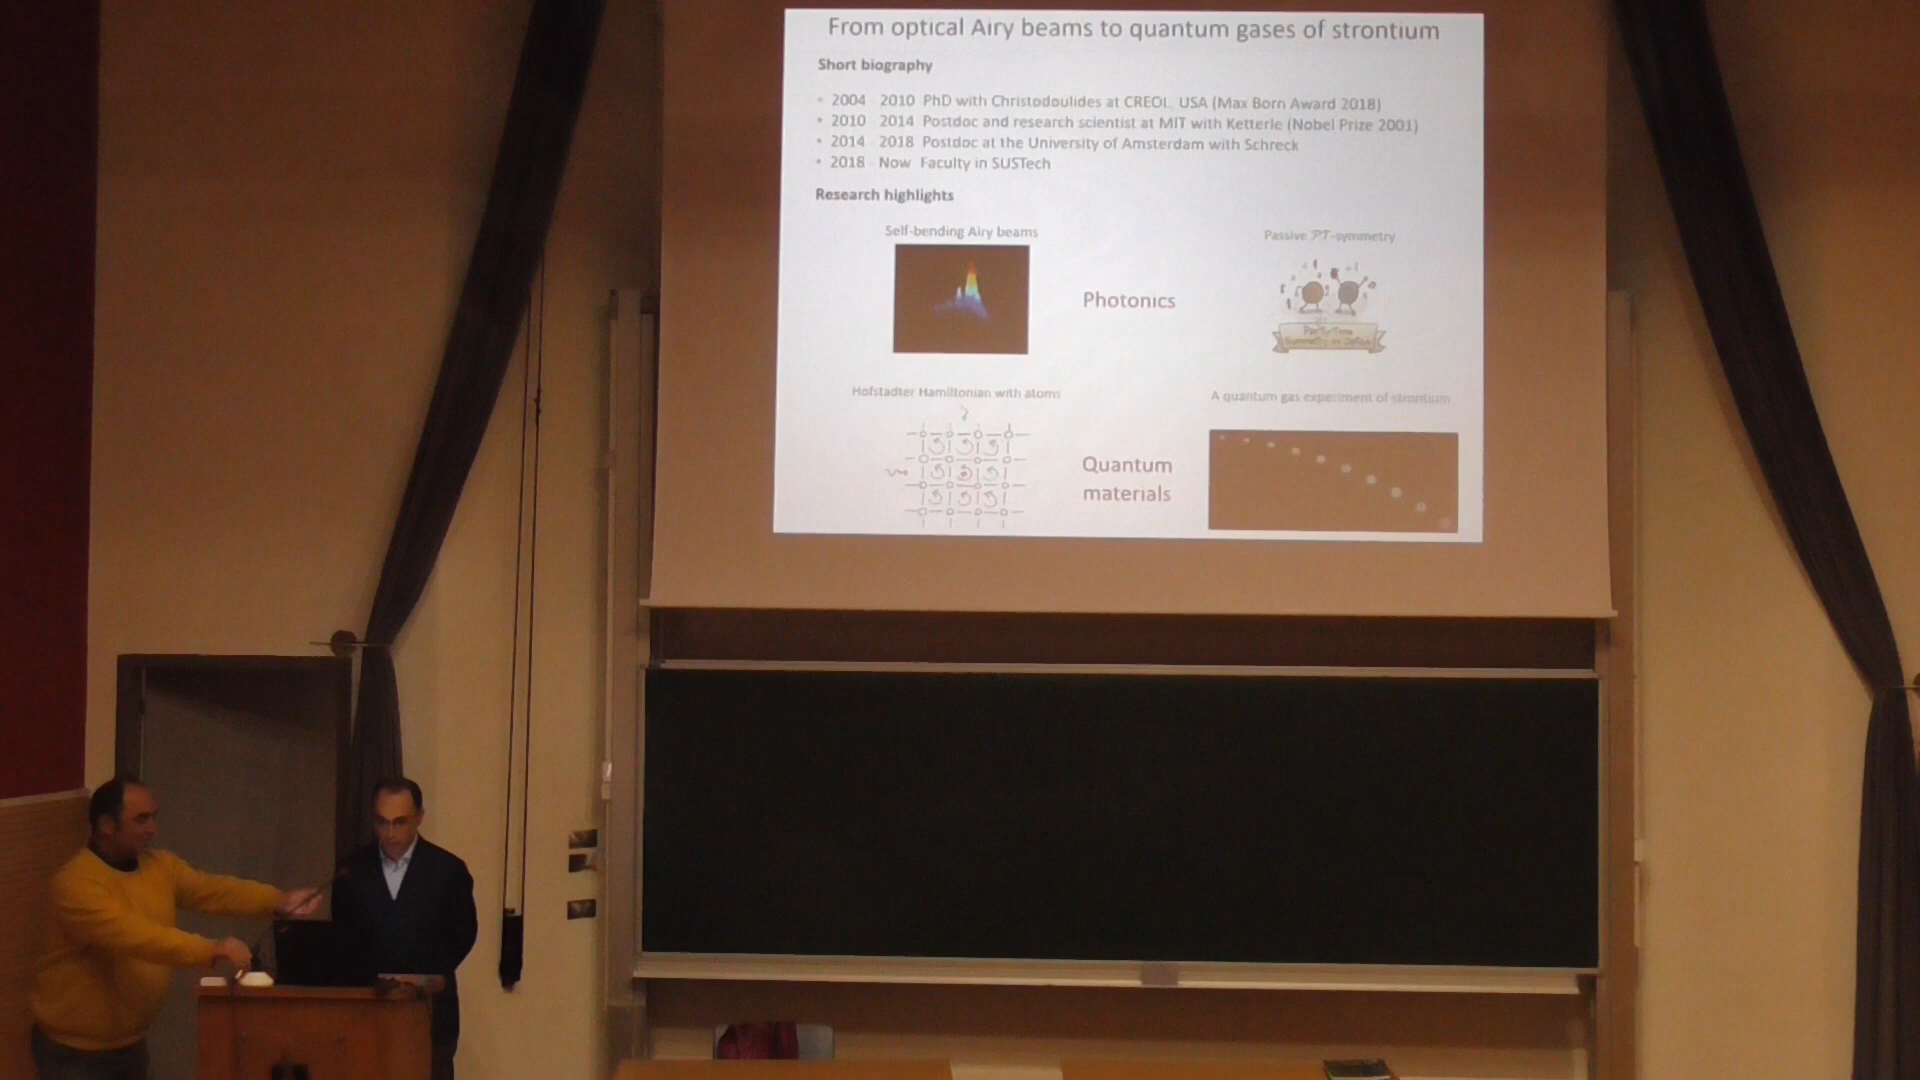 From optical Airy beams to quantum gases of strontium
Short biography
• 2004 2010 PhD with Christodoulides at CREOL USA (Max Born Award 2018)
• 2010 2014 Postdoc and research scientist at MIT with Ketterle (Nobel Prize 2001)
• 2014 2018 Postdoc at the University of Amsterdam with Schreck
• 2018 Now Faculty in SUSTech
Research highlights
Self-bending Airy beams
Passive PT-symmetry
Photonics
Hofstadter Hamiltonian with atoms
A quantum gas experiment of strontium
Quantum
materials